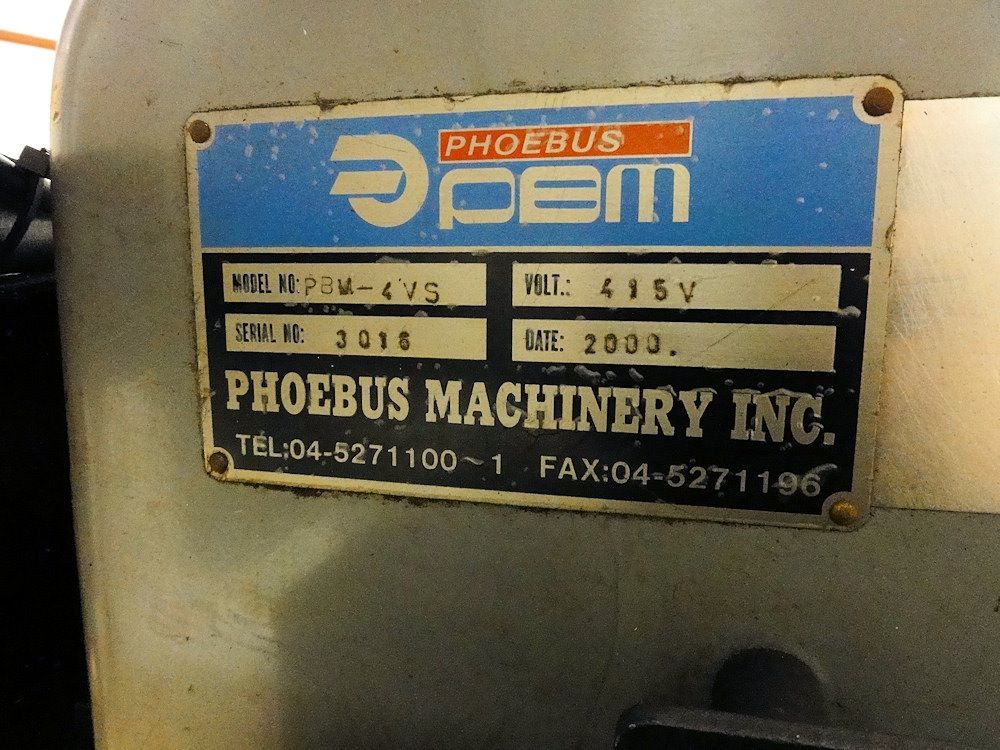 PHOEBUS
PBM
MODEL NO: PBM-4VS
VOLT.: 415V
SERIAL NO: 3016
DATE: 2000.
PHOEBUS MACHINERY INC.
TEL:04-5271100~1 FAX:04-5271196